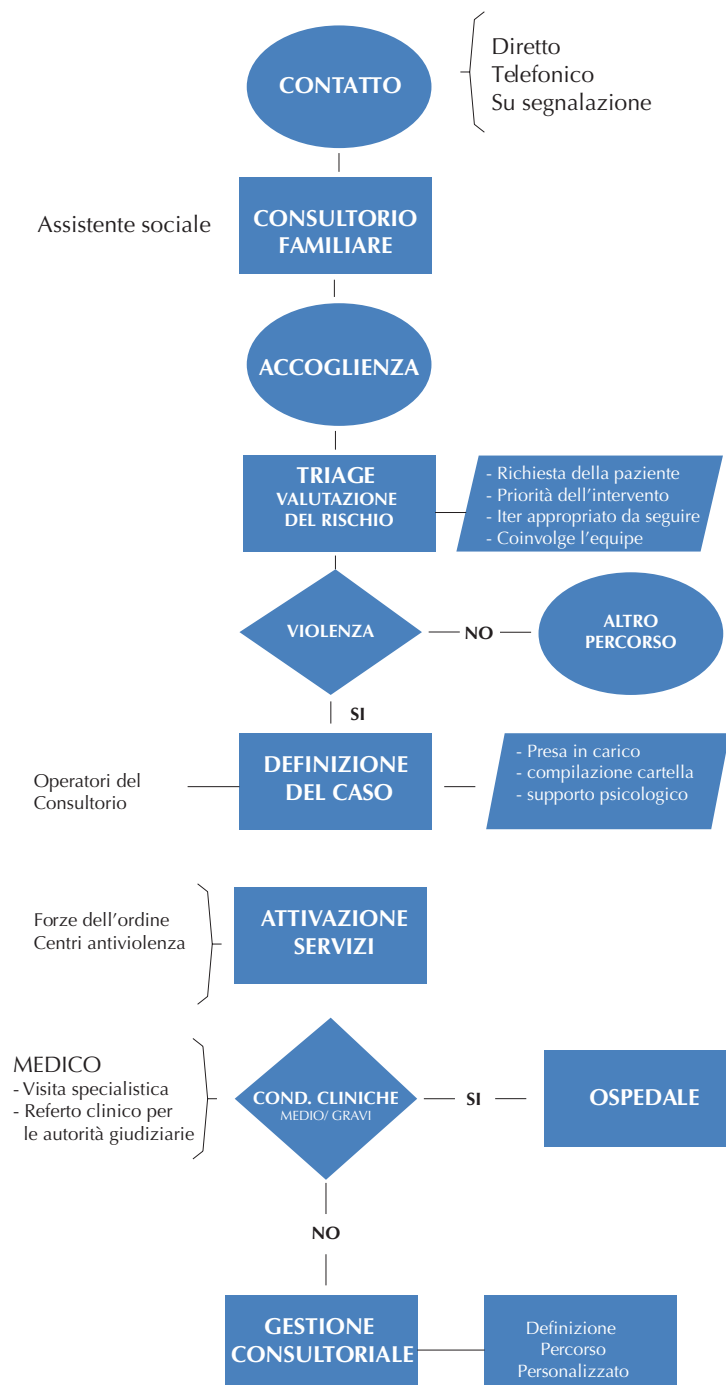 CONTATTO
Diretto
Telefonico
Su segnalazione
Assistente sociale
CONSULTORIO
FAMILIARE
ACCOGLIENZA
TRIAGE
VALUTAZIONE
DEL RISCHIO
- Richiesta della paziente
- Priorità dell'intervento
- Iter appropriato da seguire
- Coinvolge l'equipe
VIOLENZA
NO
ALTRO
PERCORSO
SI
Operatori del
Consultorio
DEFINIZIONE
DEL CASO
- Presa in carico
- compilazione cartella
- supporto psicologico
Forze dell'ordine
Centri antiviolenza
ATTIVAZIONE
SERVIZI
MEDICO
- Visita specialistica
- Referto clinico per
le autorità giudiziarie
COND. CLINICHE
MEDIO/ GRAVI
SI
OSPEDALE
NO
GESTIONE
CONSULTORIALE
Definizione
Percorso
Personalizzato